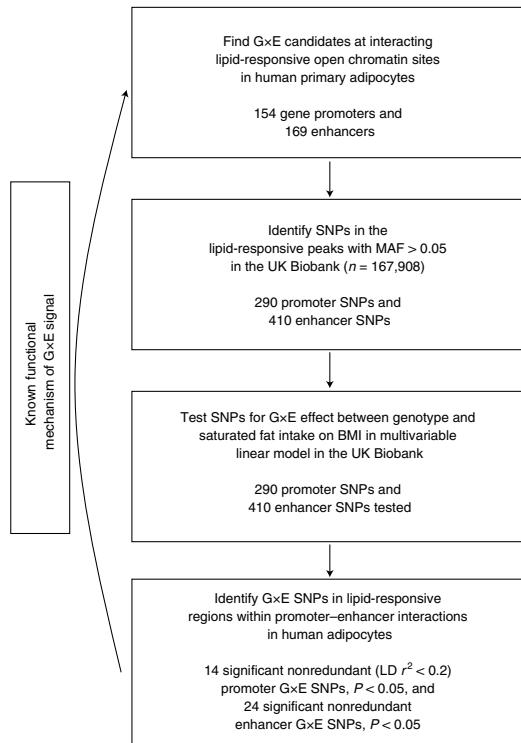 Find G×E candidates at interacting
lipid-responsive open chromatin sites
in human primary adipocytes
154 gene promoters and
169 enhancers
Identify SNPs in the
lipid-responsive peaks with MAF > 0.05
in the UK Biobank (n = 167,908)
290 promoter SNPs and
410 enhancer SNPs
Known functional
mechanism of G×E signal
Test SNPs for G×E effect between genotype and
saturated fat intake on BMI in multivariable
linear model in the UK Biobank
290 promoter SNPs and
410 enhancer SNPs tested
Identify G×E SNPs in lipid-responsive
regions within promoter–enhancer interactions
in human adipocytes
14 significant nonredundant (LD r² < 0.2)
promoter G×E SNPs, P < 0.05, and
24 significant nonredundant
enhancer G×E SNPs, P < 0.05